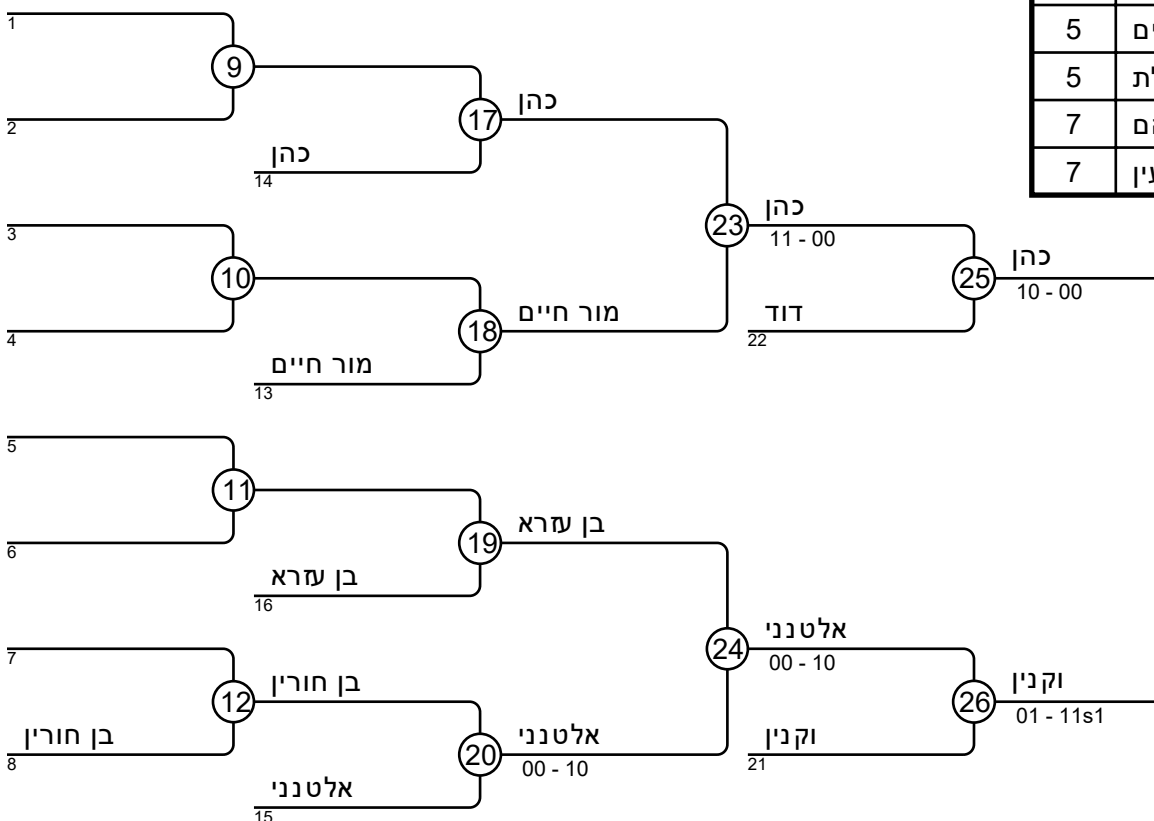 1
5 ים
9
כהן
17
2
5
כהן
14
7
7
3
23
כהן
11 - 00
10
25
כהן
10 - 00
מור חיים
18
דוד
22
4
מור חיים
13
5
11
בן עזרא
19
6
בן עזרא
16
7
24
אלטנני
00 - 10
12
בן חורין
26
וקנין
01 - 11s1
בן חורין
8
20
אלטנני
00 - 10
וקנין
21
אלטנני
15